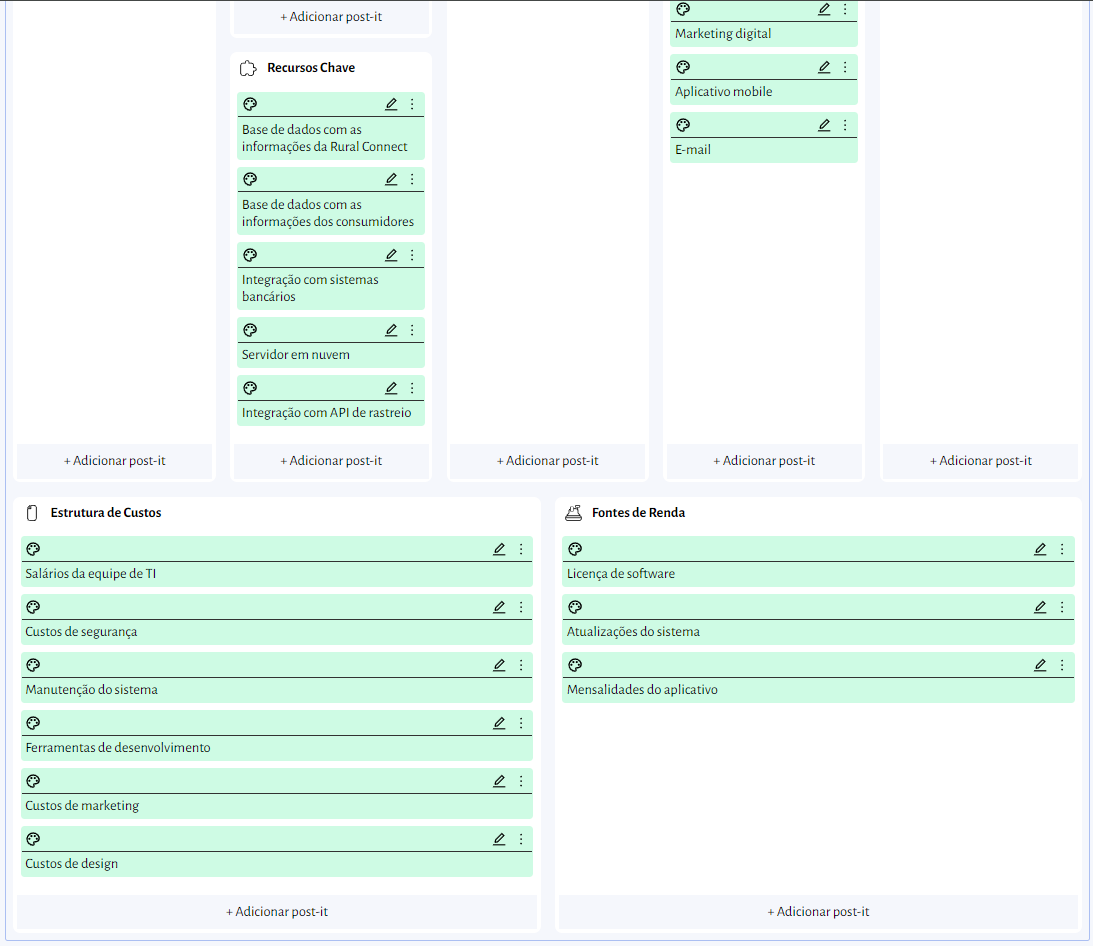 + Adicionar post-it
Recursos Chave
Base de dados com as
informações da Rural Connect
Base de dados com as
informações dos consumidores
Integração com sistemas
bancários
Servidor em nuvem
Integração com API de rastreio
Marketing digital
Aplicativo mobile
E-mail
+ Adicionar post-it
+ Adicionar post-it
+ Adicionar post-it
+ Adicionar post-it
+ Adicionar post-it
Estrutura de Custos
Salários da equipe de TI
Custos de segurança
Manutenção do sistema
Ferramentas de desenvolvimento
Custos de marketing
Custos de design
+ Adicionar post-it
Fontes de Renda
Licença de software
Atualizações do sistema
Mensalidades do aplicativo
+ Adicionar post-it